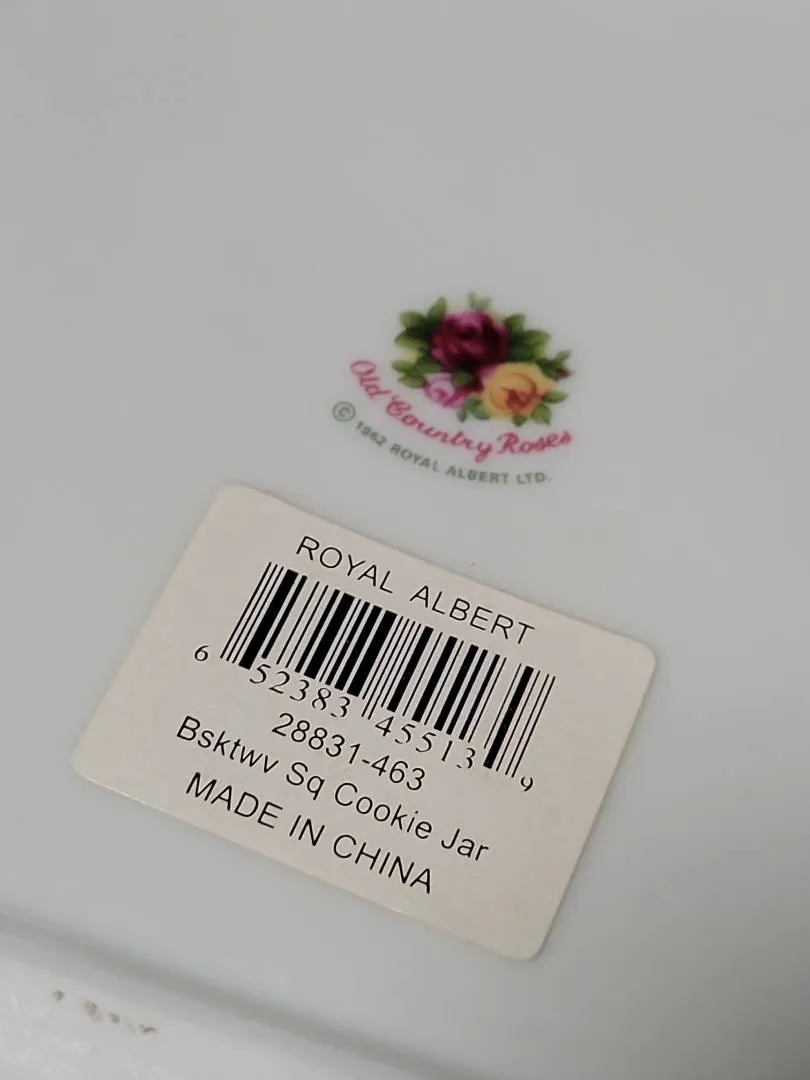 Old Country Roses
© 1962 ROYAL ALBERT LTD.
ROYAL ALBERT
6 52383 45513 9
28831-463
Bsktwv Sq Cookie Jar
MADE IN CHINA